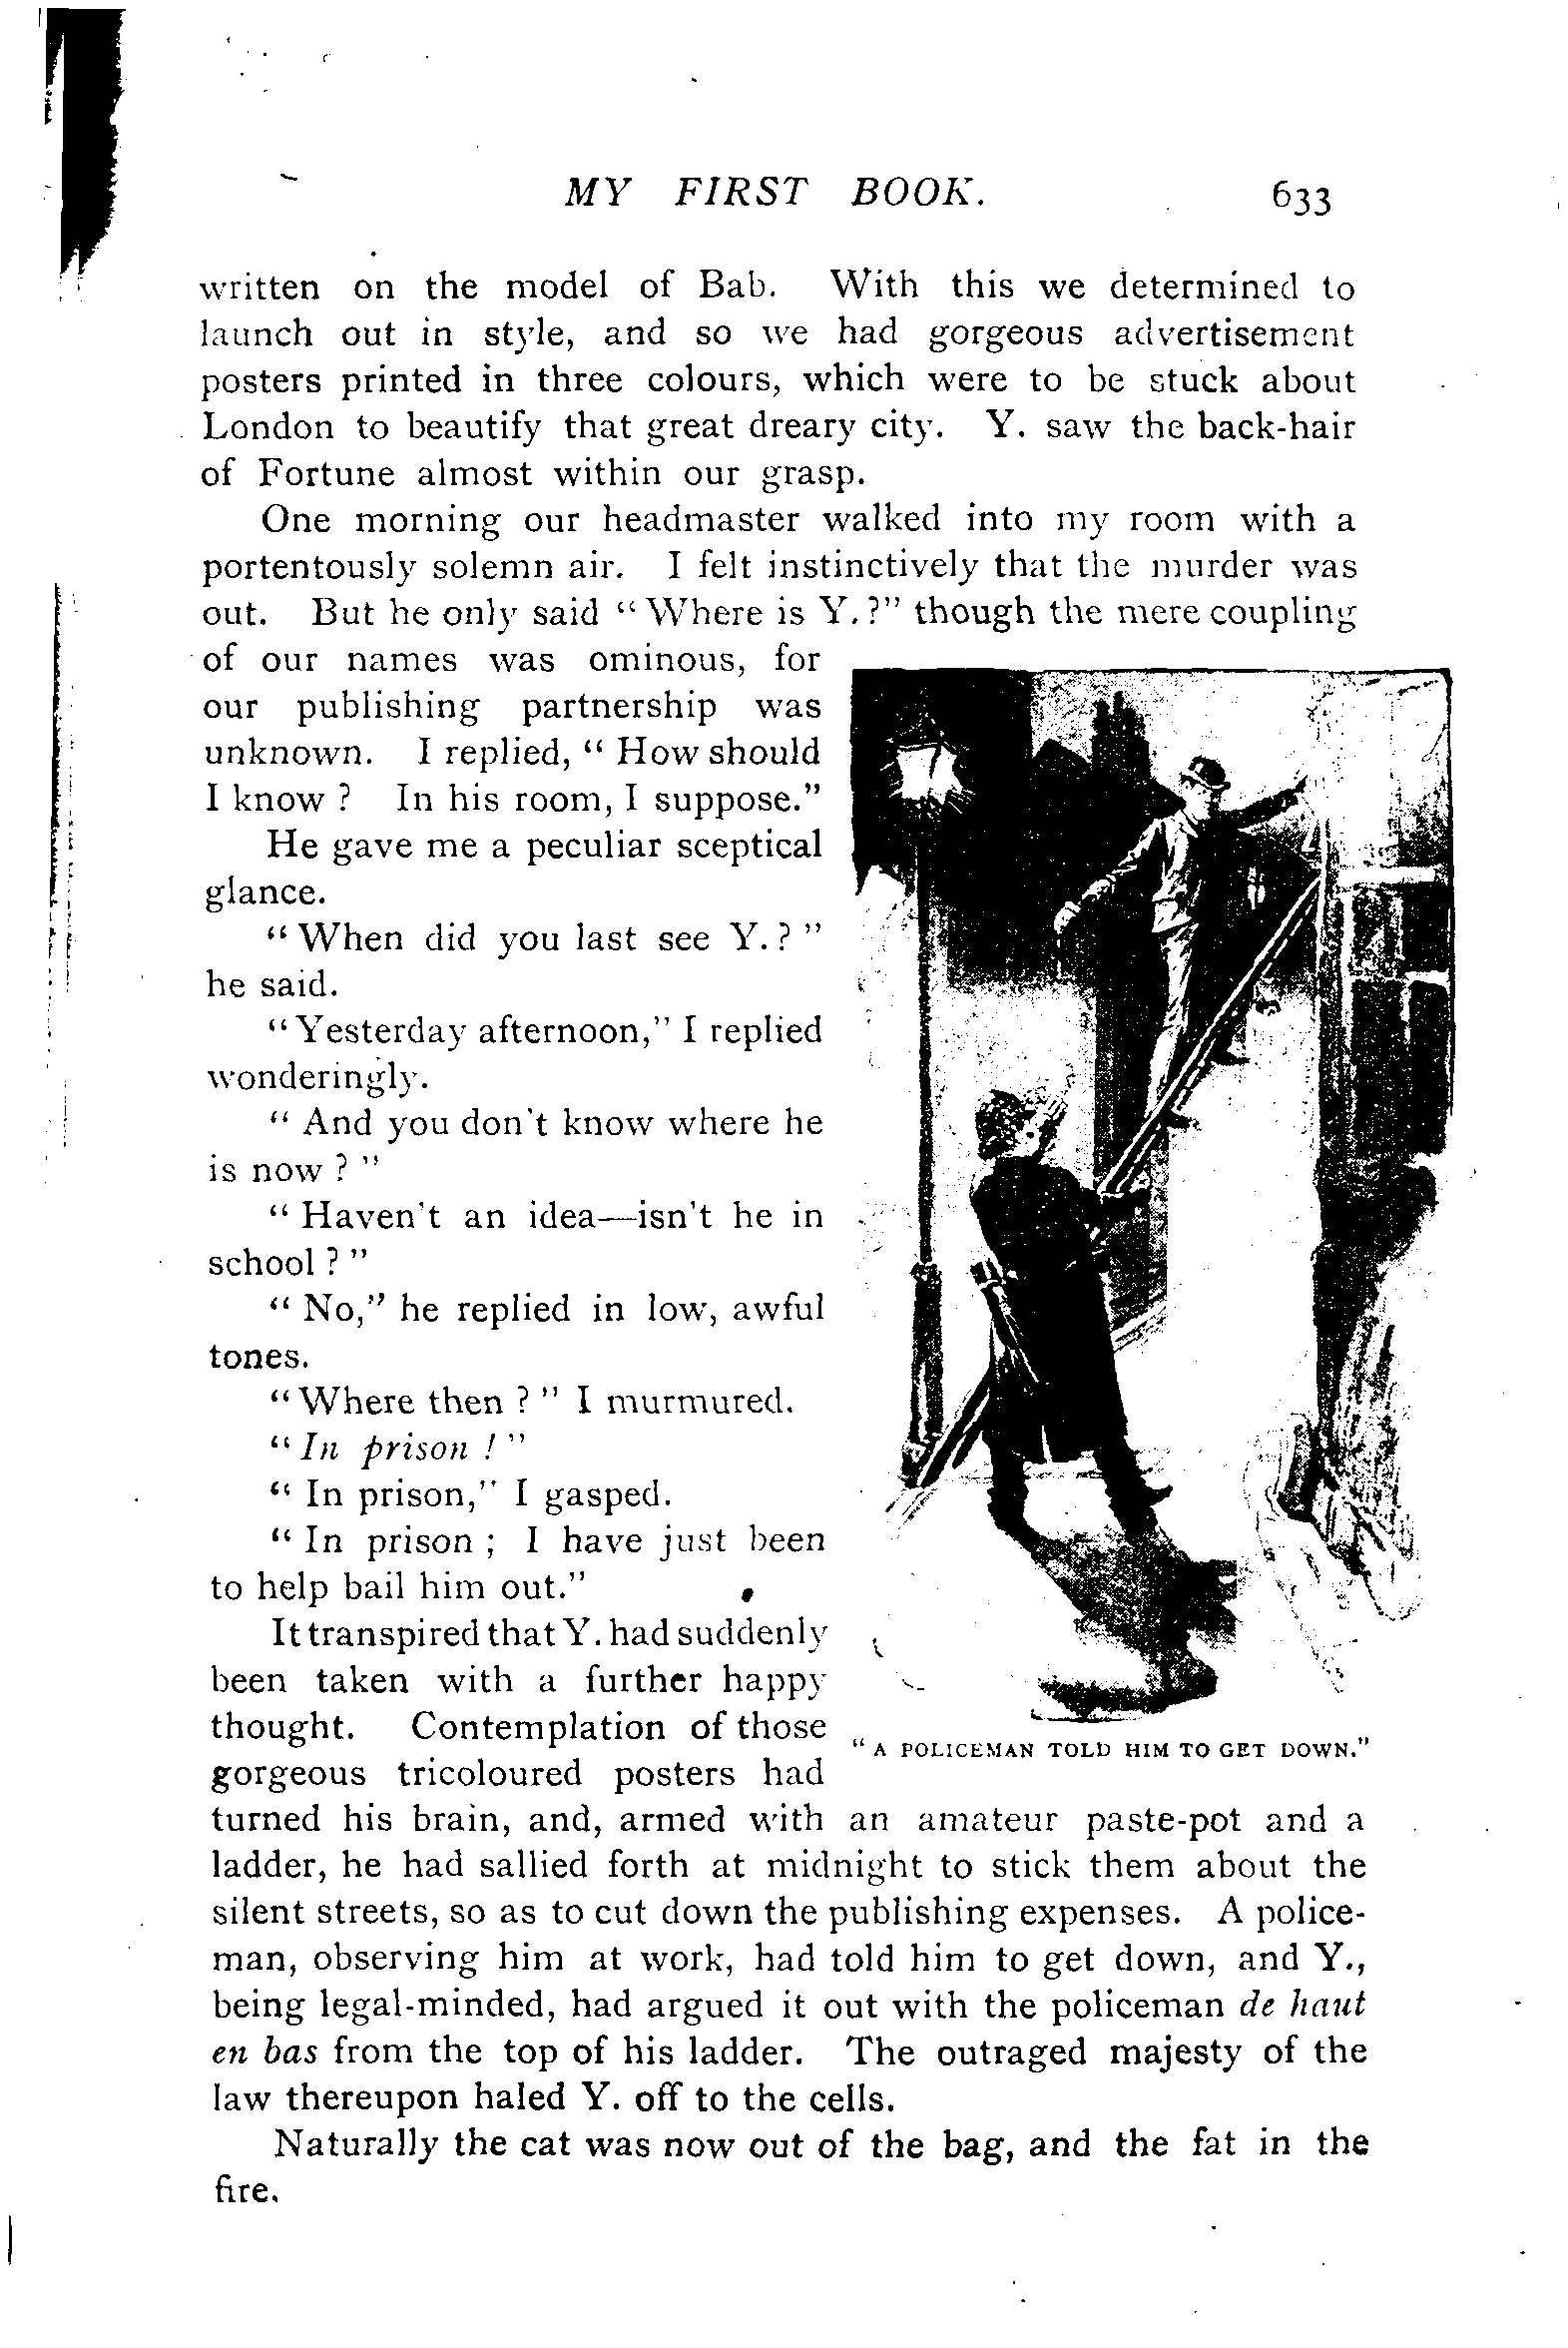 MY FIRST BOOK. 633
written on the model of Bab. With this we determined to
launch out in style, and so we had gorgeous advertisement
posters printed in three colours, which were to be stuck about
London to beautify that great dreary city. Y. saw the back-hair
of Fortune almost within our grasp.
One morning our headmaster walked into my room with a
portentously solemn air. I felt instinctively that the murder was
out. But he only said "Where is Y.?" though the mere coupling
of our names was ominous, for
our publishing partnership was
unknown. I replied, "How should
I know? In his room, I suppose."
He gave me a peculiar sceptical
glance.
"When did you last see Y.?"
he said.
"Yesterday afternoon," I replied
wonderingly.
"And you don't know where he
is now?"
"Haven't an idea—isn't he in
school?"
"No," he replied in low, awful
tones.
"Where then?" I murmured.
"In prison!"
"In prison," I gasped.
"In prison; I have just been
to help bail him out."
It transpired that Y. had suddenly
been taken with a further happy
thought. Contemplation of those
gorgeous tricoloured posters had
"A POLICEMAN TOLD HIM TO GET DOWN."
turned his brain, and, armed with an amateur paste-pot and a
ladder, he had sallied forth at midnight to stick them about the
silent streets, so as to cut down the publishing expenses. A police-
man, observing him at work, had told him to get down, and Y.,
being legal-minded, had argued it out with the policeman de haut
en bas from the top of his ladder. The outraged majesty of the
law thereupon haled Y. off to the cells.
Naturally the cat was now out of the bag, and the fat in the
fire.